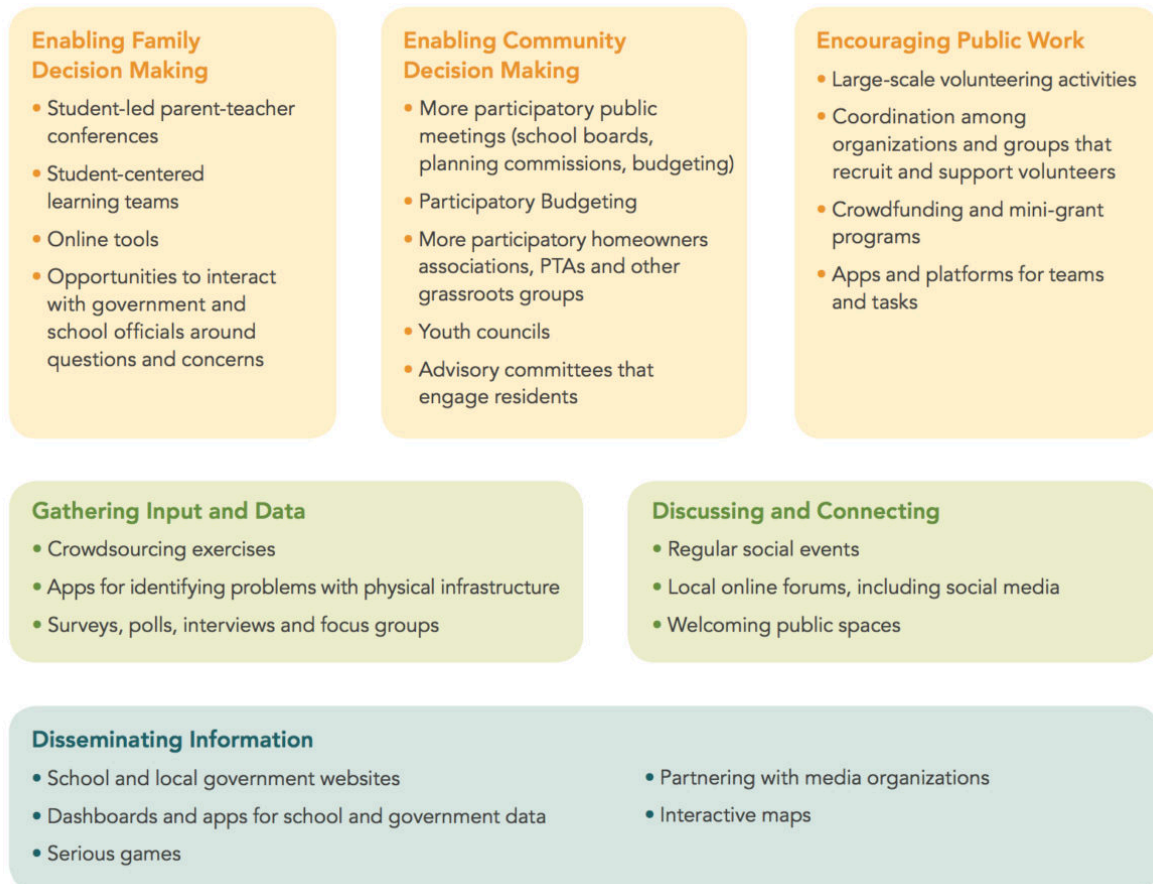 Enabling Family
Decision Making
• Student-led parent-teacher
conferences
• Student-centered
learning teams
• Online tools
• Opportunities to interact
with government and
school officials around
questions and concerns
Enabling Community
Decision Making
• More participatory public
meetings (school boards,
planning commissions, budgeting)
• Participatory Budgeting
• More participatory homeowners
associations, PTAs and other
grassroots groups
• Youth councils
• Advisory committees that
engage residents
Encouraging Public Work
• Large-scale volunteering activities
• Coordination among
organizations and groups that
recruit and support volunteers
• Crowdfunding and mini-grant
programs
• Apps and platforms for teams
and tasks
Gathering Input and Data
• Crowdsourcing exercises
• Apps for identifying problems with physical infrastructure
• Surveys, polls, interviews and focus groups
Discussing and Connecting
• Regular social events
• Local online forums, including social media
• Welcoming public spaces
Disseminating Information
• School and local government websites
• Dashboards and apps for school and government data
• Serious games
• Partnering with media organizations
• Interactive maps